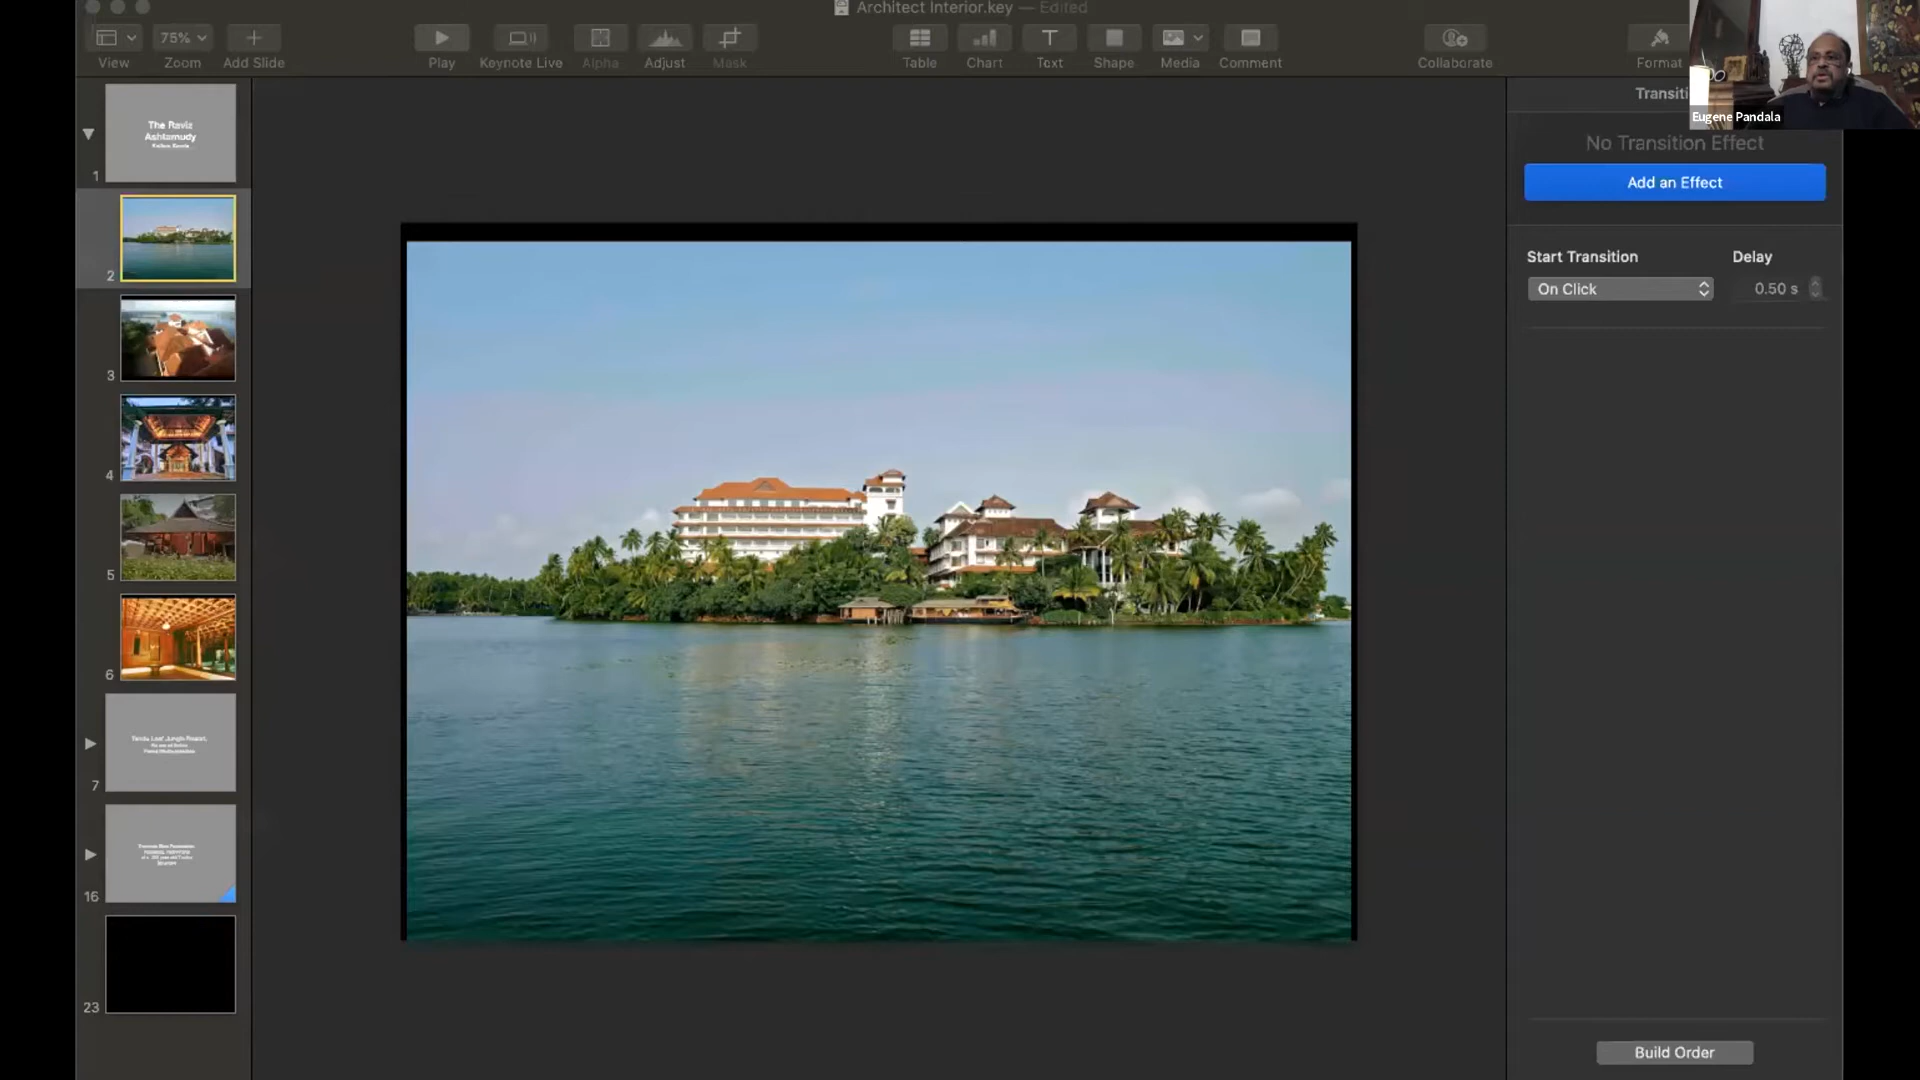 Architect Interior.key — Edited
View
75%
Zoom
Add Slide
Play
Keynote Live
Alpha
Adjust
Mask
Table
Chart
Text
Shape
Media
Comment
Collaborate
Format
Eugene Pandala
Transiti
No Transition Effect
Add an Effect
Start Transition
Delay
On Click
0.50 s
Build Order
The Raviz
Ashtamudy
1
2
3
4
5
6
7
16
23